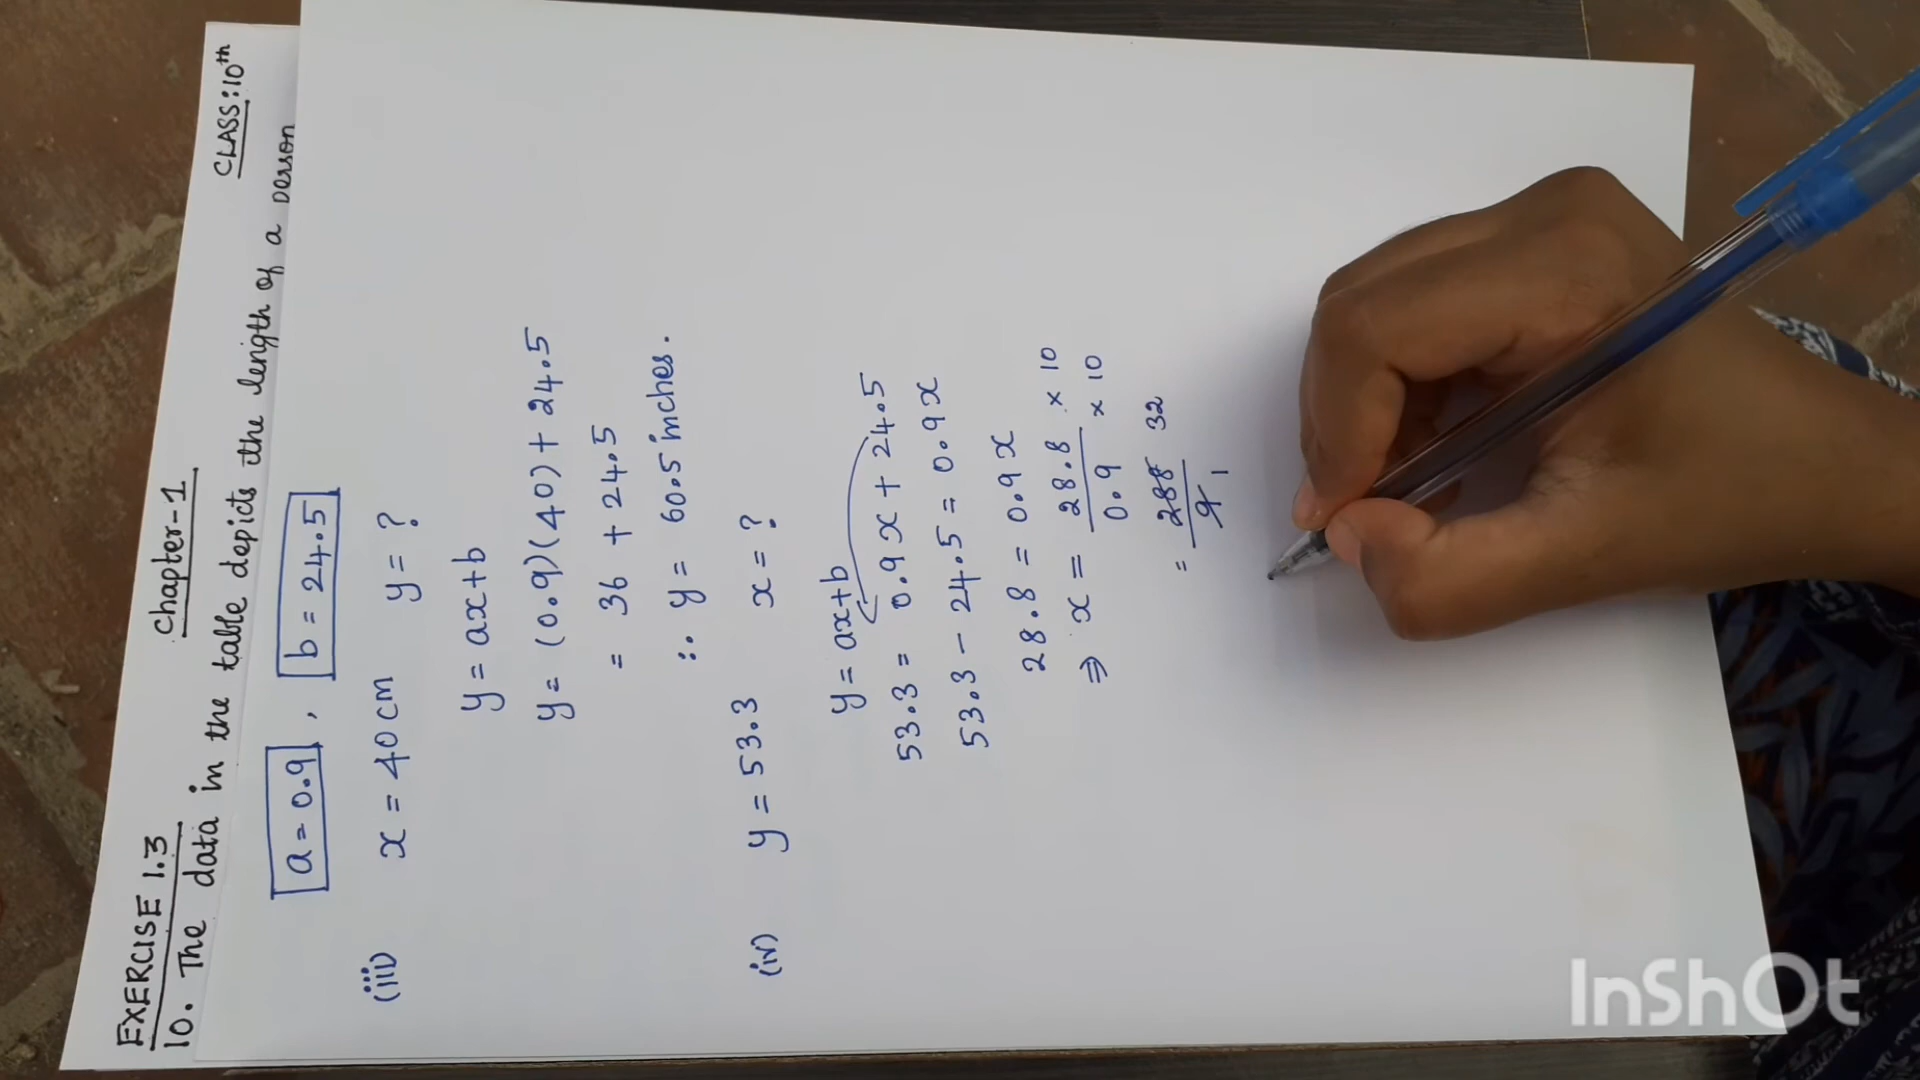 Chapter-1
CLASS:10th
EXERCISE 1.3
10. The data in the table depicts the length of a person
a = 0.9 , b = 24.5
(iii) x = 40 cm y = ?
y = ax+b
y = (0.9)(40) + 24.5
= 36 + 24.5
∴ y = 60.5 inches.
(iv) y = 53.3 x = ?
y = ax+b
53.3 = 0.9x + 24.5
53.3 - 24.5 = 0.9x
28.8 = 0.9x
⇒ x = 28.8 × 10
0.9 × 10
= 288 32
9 1
InShOt